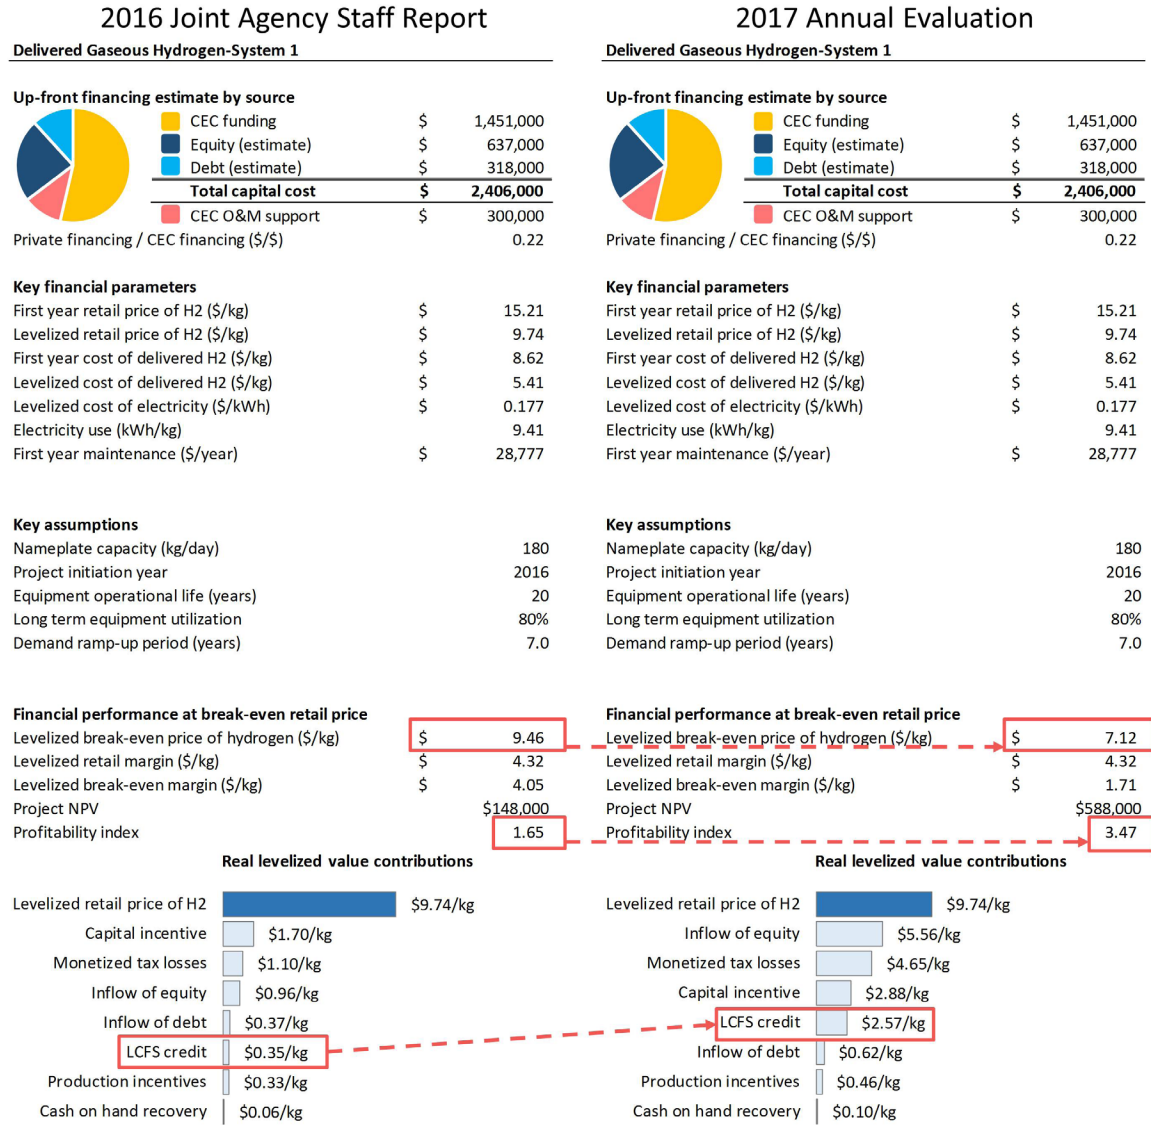 2016 Joint Agency Staff Report
Delivered Gaseous Hydrogen-System 1
Up-front financing estimate by source
CEC funding $ 1,451,000
Equity (estimate) $ 637,000
Debt (estimate) $ 318,000
Total capital cost $ 2,406,000
CEC O&M support $ 300,000
Private financing / CEC financing ($/$) 0.22
Key financial parameters
First year retail price of H2 ($/kg) $ 15.21
Levelized retail price of H2 ($/kg) $ 9.74
First year cost of delivered H2 ($/kg) $ 8.62
Levelized cost of delivered H2 ($/kg) $ 5.41
Levelized cost of electricity ($/kWh) $ 0.177
Electricity use (kWh/kg) 9.41
First year maintenance ($/year) $ 28,777
Key assumptions
Nameplate capacity (kg/day) 180
Project initiation year 2016
Equipment operational life (years) 20
Long term equipment utilization 80%
Demand ramp-up period (years) 7.0
Financial performance at break-even retail price
Levelized break-even price of hydrogen ($/kg) $ 9.46
Levelized retail margin ($/kg) $ 4.32
Levelized break-even margin ($/kg) $ 4.05
Project NPV $148,000
Profitability index 1.65
Real levelized value contributions
Levelized retail price of H2 $9.74/kg
Capital incentive $1.70/kg
Monetized tax losses $1.10/kg
Inflow of equity $0.96/kg
Inflow of debt $0.37/kg
LCFS credit $0.35/kg
Production incentives $0.33/kg
Cash on hand recovery $0.06/kg
2017 Annual Evaluation
Delivered Gaseous Hydrogen-System 1
Up-front financing estimate by source
CEC funding $ 1,451,000
Equity (estimate) $ 637,000
Debt (estimate) $ 318,000
Total capital cost $ 2,406,000
CEC O&M support $ 300,000
Private financing / CEC financing ($/$) 0.22
Key financial parameters
First year retail price of H2 ($/kg) $ 15.21
Levelized retail price of H2 ($/kg) $ 9.74
First year cost of delivered H2 ($/kg) $ 8.62
Levelized cost of delivered H2 ($/kg) $ 5.41
Levelized cost of electricity ($/kWh) $ 0.177
Electricity use (kWh/kg) 9.41
First year maintenance ($/year) $ 28,777
Key assumptions
Nameplate capacity (kg/day) 180
Project initiation year 2016
Equipment operational life (years) 20
Long term equipment utilization 80%
Demand ramp-up period (years) 7.0
Financial performance at break-even retail price
Levelized break-even price of hydrogen ($/kg) $ 7.12
Levelized retail margin ($/kg) $ 4.32
Levelized break-even margin ($/kg) $ 1.71
Project NPV $588,000
Profitability index 3.47
Real levelized value contributions
Levelized retail price of H2 $9.74/kg
Inflow of equity $5.56/kg
Monetized tax losses $4.65/kg
Capital incentive $2.88/kg
LCFS credit $2.57/kg
Inflow of debt $0.62/kg
Production incentives $0.46/kg
Cash on hand recovery $0.10/kg